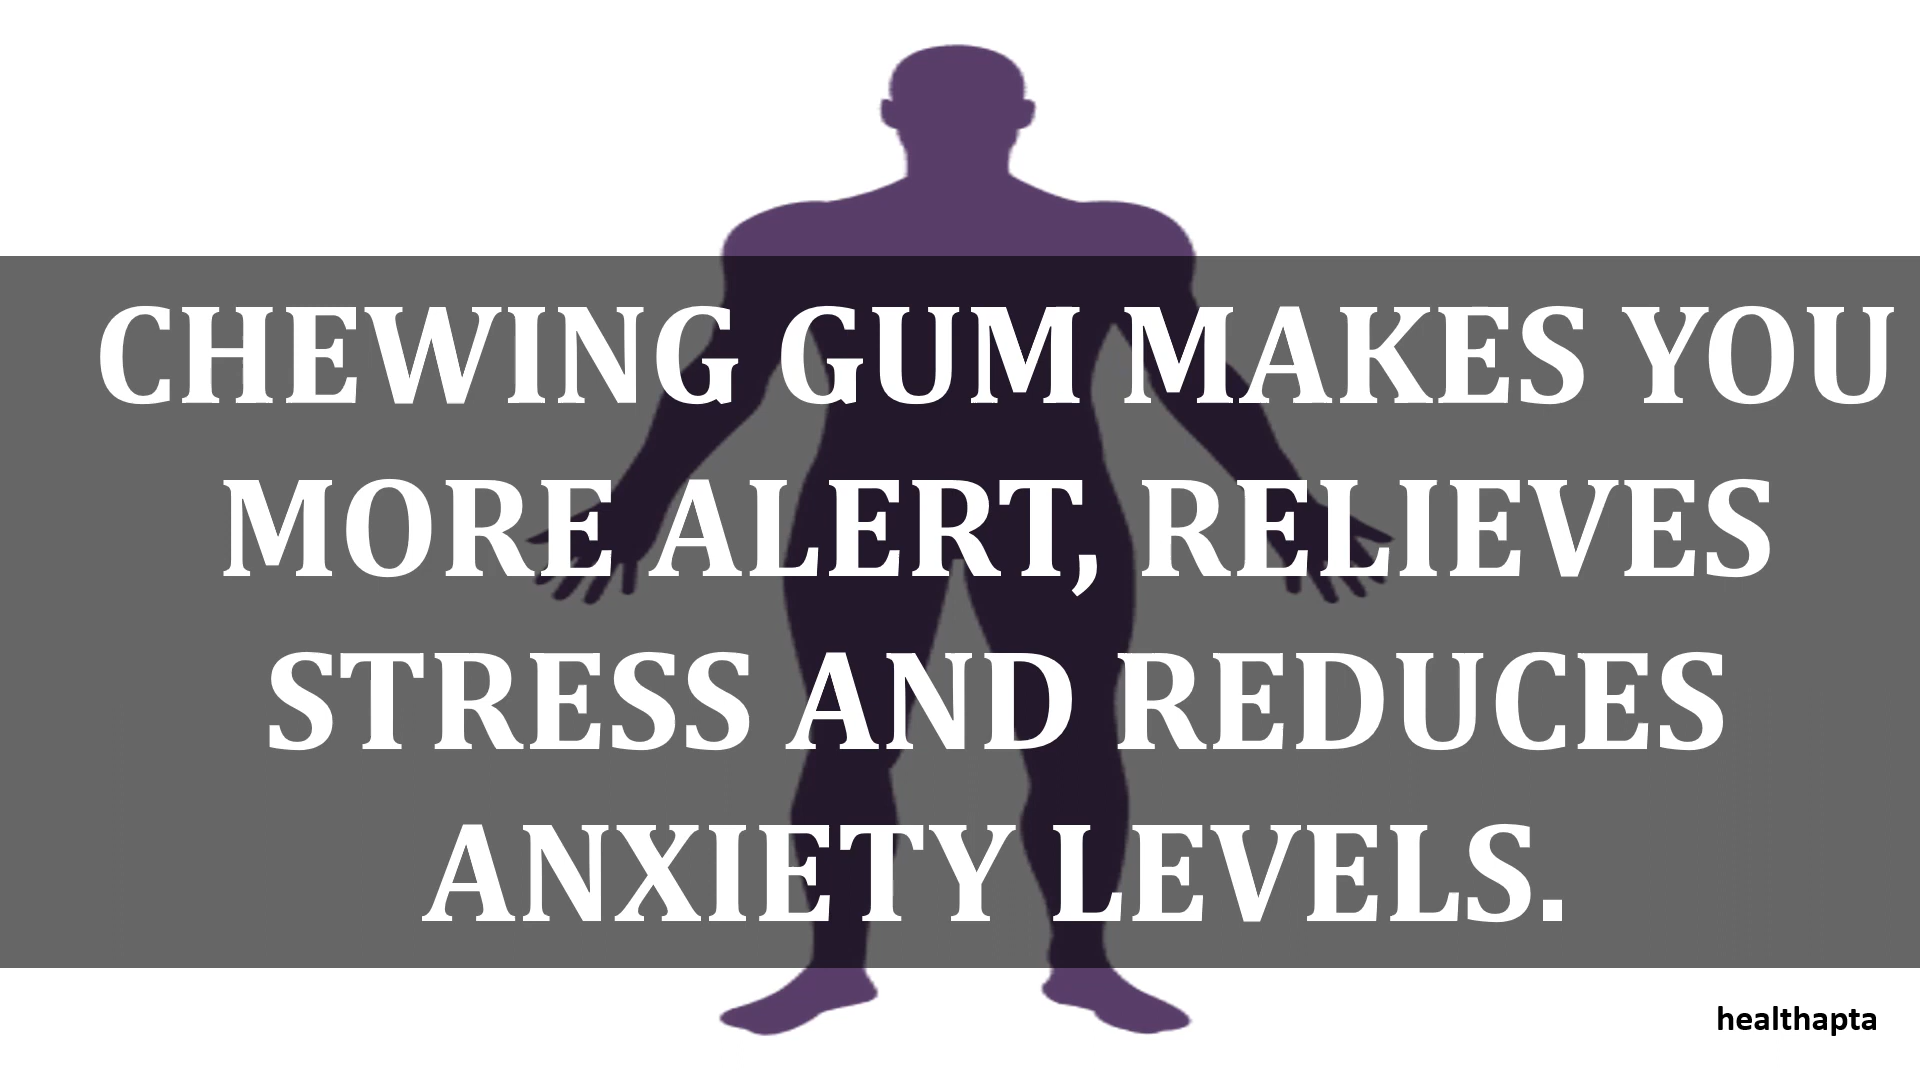 CHEWING GUM MAKES YOU
MORE ALERT, RELIEVES
STRESS AND REDUCES
ANXIETY LEVELS.
healthapta